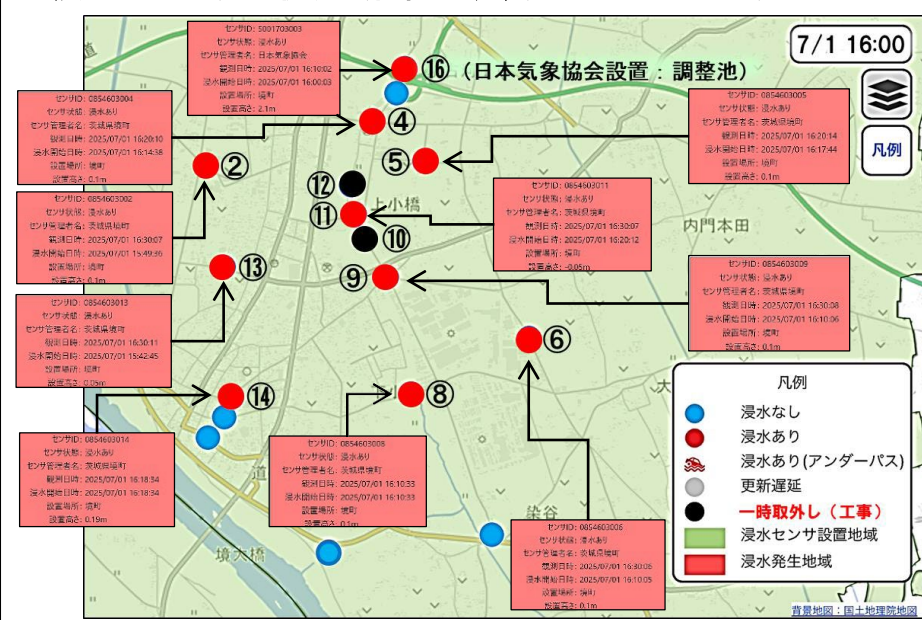 7/1 16:00
センサID: 5001703003
センサ状態: 浸水あり
センサ管理者名: 日本気象協会
観測日時: 2025/07/01 16:10:02
浸水開始日時: 2025/07/01 16:00:03
設置場所: 境町
設置高さ: 2.1m
⑯ (日本気象協会設置：調整池)
センサID: 0854603004
センサ状態: 浸水あり
センサ管理者名: 茨城県境町
観測日時: 2025/07/01 16:20:10
浸水開始日時: 2025/07/01 16:14:38
設置場所: 境町
設置高さ: 0.1m
④
センサID: 0854603005
センサ状態: 浸水あり
センサ管理者名: 茨城県境町
観測日時: 2025/07/01 16:20:14
浸水開始日時: 2025/07/01 16:17:44
設置場所: 境町
設置高さ: 0.1m
⑤
凡例
②
⑫
センサID: 0854603002
センサ状態: 浸水あり
センサ管理者名: 茨城県境町
観測日時: 2025/07/01 16:30:07
浸水開始日時: 2025/07/01 15:49:36
設置場所: 境町
設置高さ: 0.1m
上小橋
⑪
⑩
センサID: 0854603011
センサ状態: 浸水あり
センサ管理者名: 茨城県境町
観測日時: 2025/07/01 16:30:07
浸水開始日時: 2025/07/01 16:20:12
設置場所: 境町
設置高さ: -0.05m
内門本田
⑬
⑨
センサID: 0854603009
センサ状態: 浸水あり
センサ管理者名: 茨城県境町
観測日時: 2025/07/01 16:30:08
浸水開始日時: 2025/07/01 16:10:06
設置場所: 境町
設置高さ: 0.1m
センサID: 0854603013
センサ状態: 浸水あり
センサ管理者名: 茨城県境町
観測日時: 2025/07/01 16:30:11
浸水開始日時: 2025/07/01 15:42:45
設置場所: 境町
設置高さ: 0.05m
⑥
⑭
⑧
大
センサID: 0854603014
センサ状態: 浸水あり
センサ管理者名: 茨城県境町
観測日時: 2025/07/01 16:18:34
浸水開始日時: 2025/07/01 16:18:34
設置場所: 境町
設置高さ: 0.19m
道
センサID: 0854603008
センサ状態: 浸水あり
センサ管理者名: 茨城県境町
観測日時: 2025/07/01 16:10:33
浸水開始日時: 2025/07/01 16:10:33
設置場所: 境町
設置高さ: 0.1m
染谷
センサID: 0854603006
センサ状態: 浸水あり
センサ管理者名: 茨城県境町
観測日時: 2025/07/01 16:30:06
浸水開始日時: 2025/07/01 16:10:05
設置場所: 境町
設置高さ: 0.1m
境大橋
凡例
浸水なし
浸水あり
浸水あり(アンダーパス)
更新遅延
一時取外し（工事）
浸水センサ設置地域
浸水発生地域
背景地図：国土地理院地図